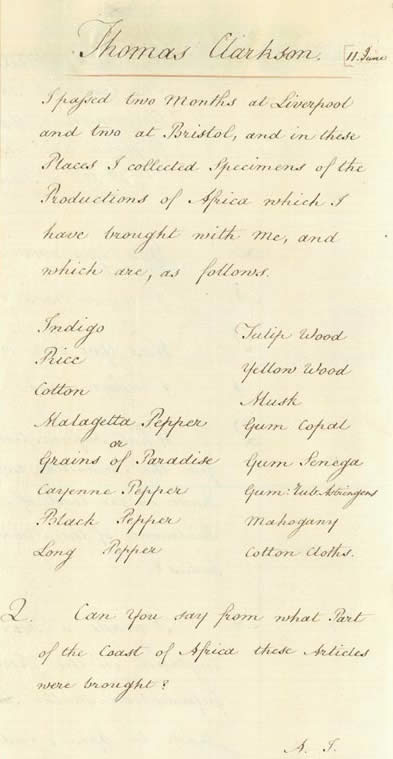 Thomas Clarkson. [11 June
I passed two Months at Liverpool
and two at Bristol, and in these
Places I collected Specimens of the
Productions of Africa which I
have brought with me, and
which are, as follows.
Indigo
Rice
Cotton
Malagetta Pepper
or
Grains of Paradise
Cayenne Pepper
Black Pepper
Long Pepper
Tulip Wood
Yellow Wood
Musk
Gum Copal
Gum Senega
Gum: Rub: Astringens
Mahogany
Cotton Cloths.
Q. Can You say from what Part
of the Coast of Africa these Articles
were brought?
A. I.